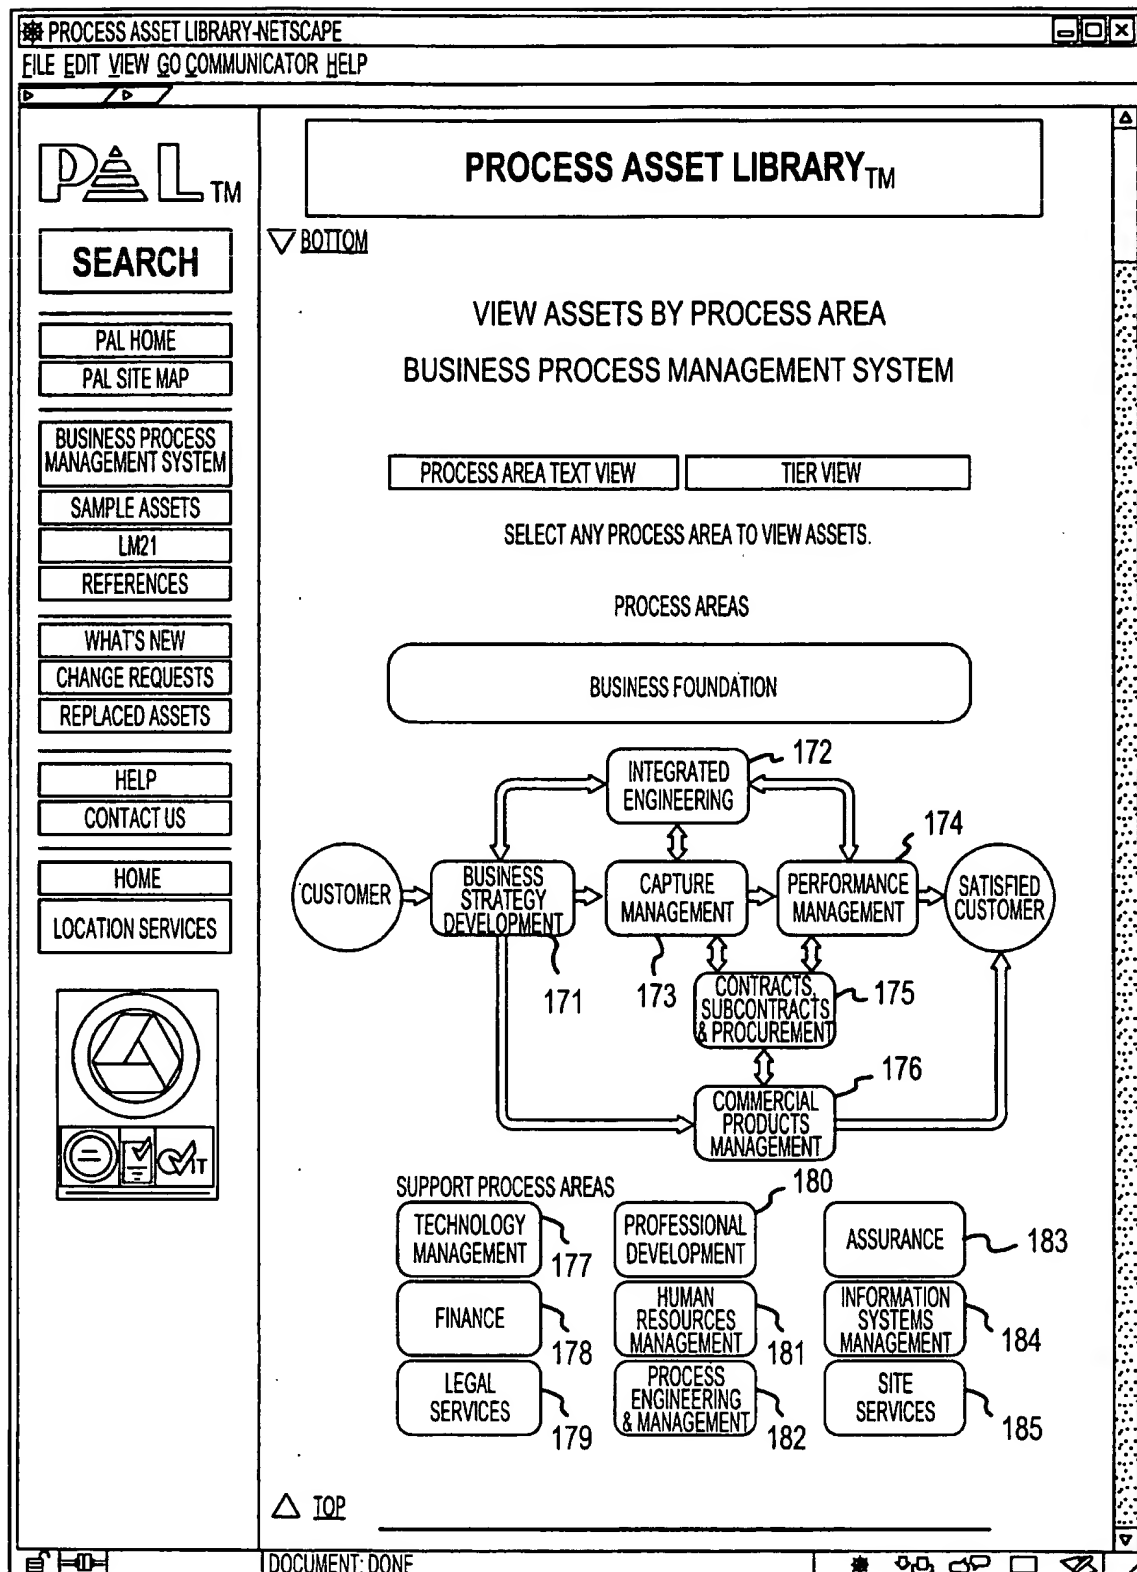 PROCESS ASSET LIBRARY-NETSCAPE
FILE EDIT VIEW GO COMMUNICATOR HELP
PAL TM
SEARCH
PAL HOME
PAL SITE MAP
BUSINESS PROCESS
MANAGEMENT SYSTEM
SAMPLE ASSETS
LM21
REFERENCES
WHAT'S NEW
CHANGE REQUESTS
REPLACED ASSETS
HELP
CONTACT US
HOME
LOCATION SERVICES
PROCESS ASSET LIBRARY TM
BOTTOM
VIEW ASSETS BY PROCESS AREA
BUSINESS PROCESS MANAGEMENT SYSTEM
PROCESS AREA TEXT VIEW
TIER VIEW
SELECT ANY PROCESS AREA TO VIEW ASSETS.
PROCESS AREAS
BUSINESS FOUNDATION
INTEGRATED
ENGINEERING
172
CUSTOMER
BUSINESS
STRATEGY
DEVELOPMENT
171
CAPTURE
MANAGEMENT
173
PERFORMANCE
MANAGEMENT
174
SATISFIED
CUSTOMER
CONTRACTS,
SUBCONTRACTS
& PROCUREMENT
175
COMMERCIAL
PRODUCTS
MANAGEMENT
176
SUPPORT PROCESS AREAS
TECHNOLOGY
MANAGEMENT
177
PROFESSIONAL
DEVELOPMENT
180
ASSURANCE
183
FINANCE
178
HUMAN
RESOURCES
MANAGEMENT
181
INFORMATION
SYSTEMS
MANAGEMENT
184
LEGAL
SERVICES
179
PROCESS
ENGINEERING
& MANAGEMENT
182
SITE
SERVICES
185
TOP
DOCUMENT: DONE